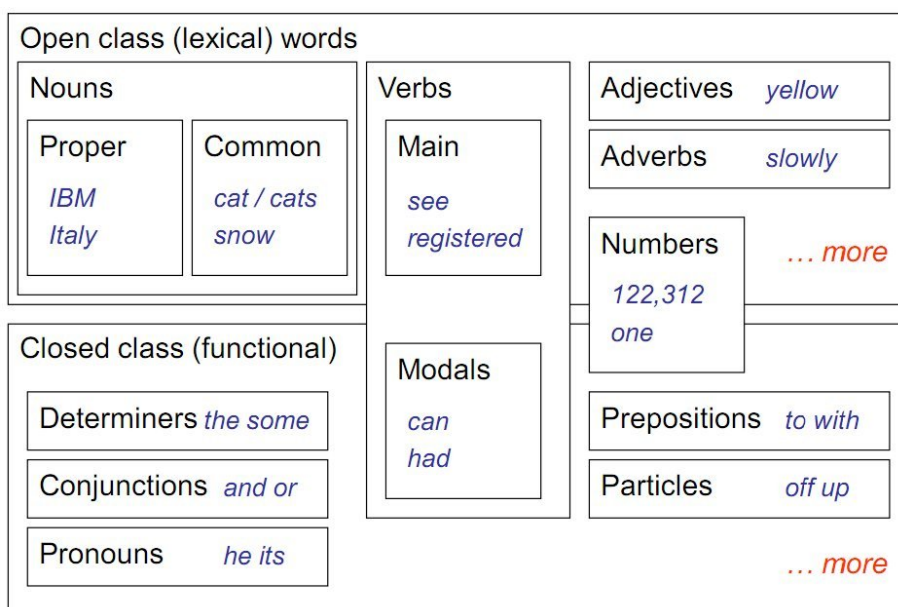 Open class (lexical) words
Nouns
Proper
IBM
Italy
Common
cat / cats
snow
Verbs
Main
see
registered
Adjectives yellow
Adverbs slowly
Numbers
122,312
one
… more
Closed class (functional)
Determiners the some
Conjunctions and or
Pronouns he its
Modals
can
had
Prepositions to with
Particles off up
… more